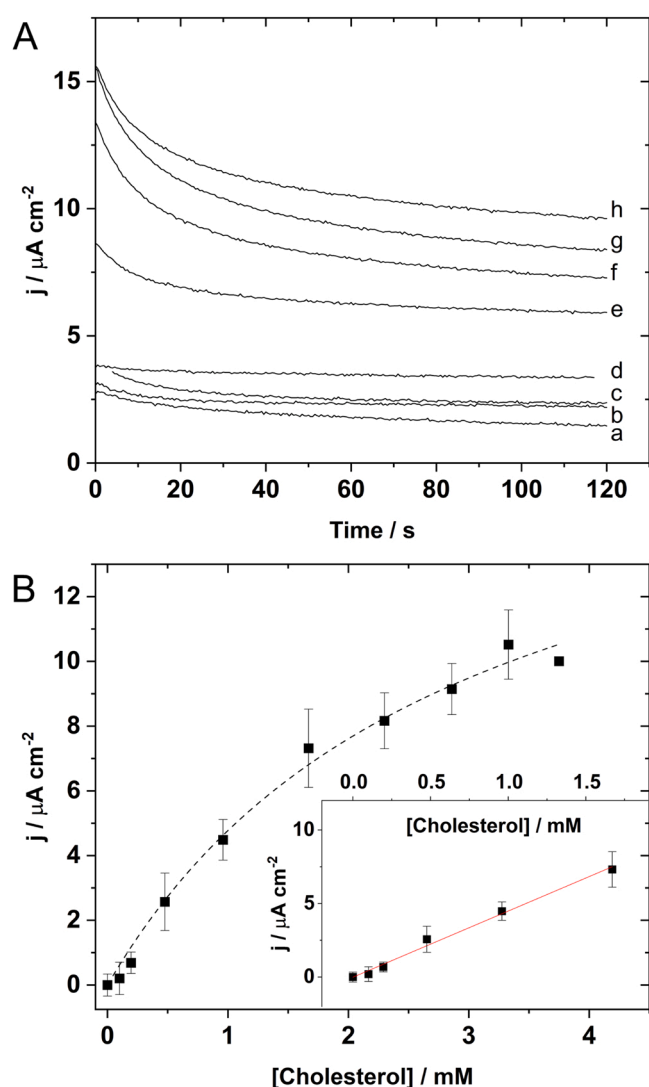 A
15
10
5
0
j / μA cm-2
h
g
f
e
d
c
b
a
0 20 40 60 80 100 120
Time / s
B
12
10
8
6
4
2
0
j / μA cm-2
0.0 0.5 1.0 1.5
[Cholesterol] / mM
10
5
0
j / μA cm-2
0 1 2 3 4
[Cholesterol] / mM